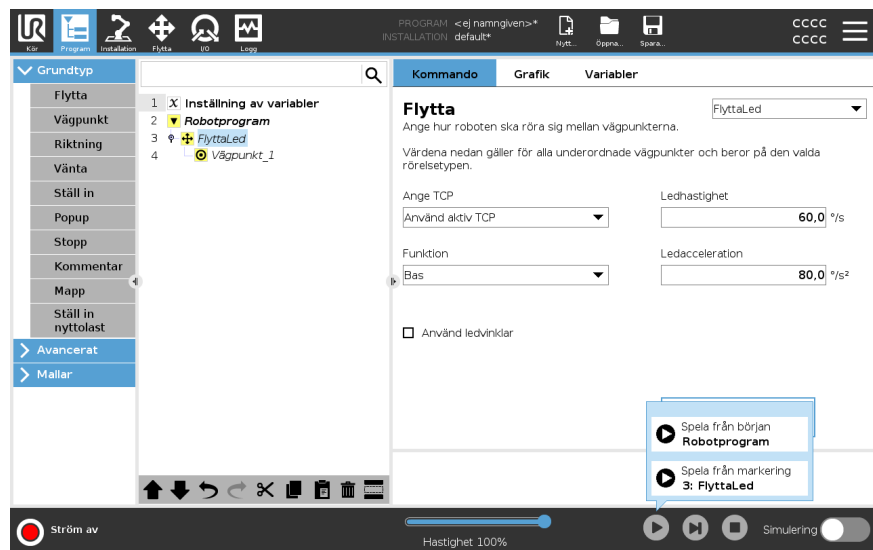 UR
Kör
Program
Installation
Flytta
I/O
Logg
PROGRAM <ej namngiven>*
INSTALLATION default*
Nytt...
Öppna...
Spara...
CCCC
CCCC
Grundtyp
Flytta
Vägpunkt
Riktning
Vänta
Ställ in
Popup
Stopp
Kommentar
Mapp
Ställ in
nyttolast
Avancerat
Mallar
1 X Inställning av variabler
2 Robotprogram
3 FlyttaLed
4 Vägpunkt_1
Kommando
Grafik
Variabler
Flytta
FlyttaLed
Ange hur roboten ska röra sig mellan vägpunkterna.
Värdena nedan gäller för alla underordnade vägpunkter och beror på den valda
rörelsetypen.
Ange TCP
Ledhastighet
Använd aktiv TCP
60,0 °/s
Funktion
Ledacceleration
Bas
80,0 °/s²
Använd ledvinklar
Spela från början
Robotprogram
Spela från markering
3: FlyttaLed
Ström av
Hastighet 100%
Simulering